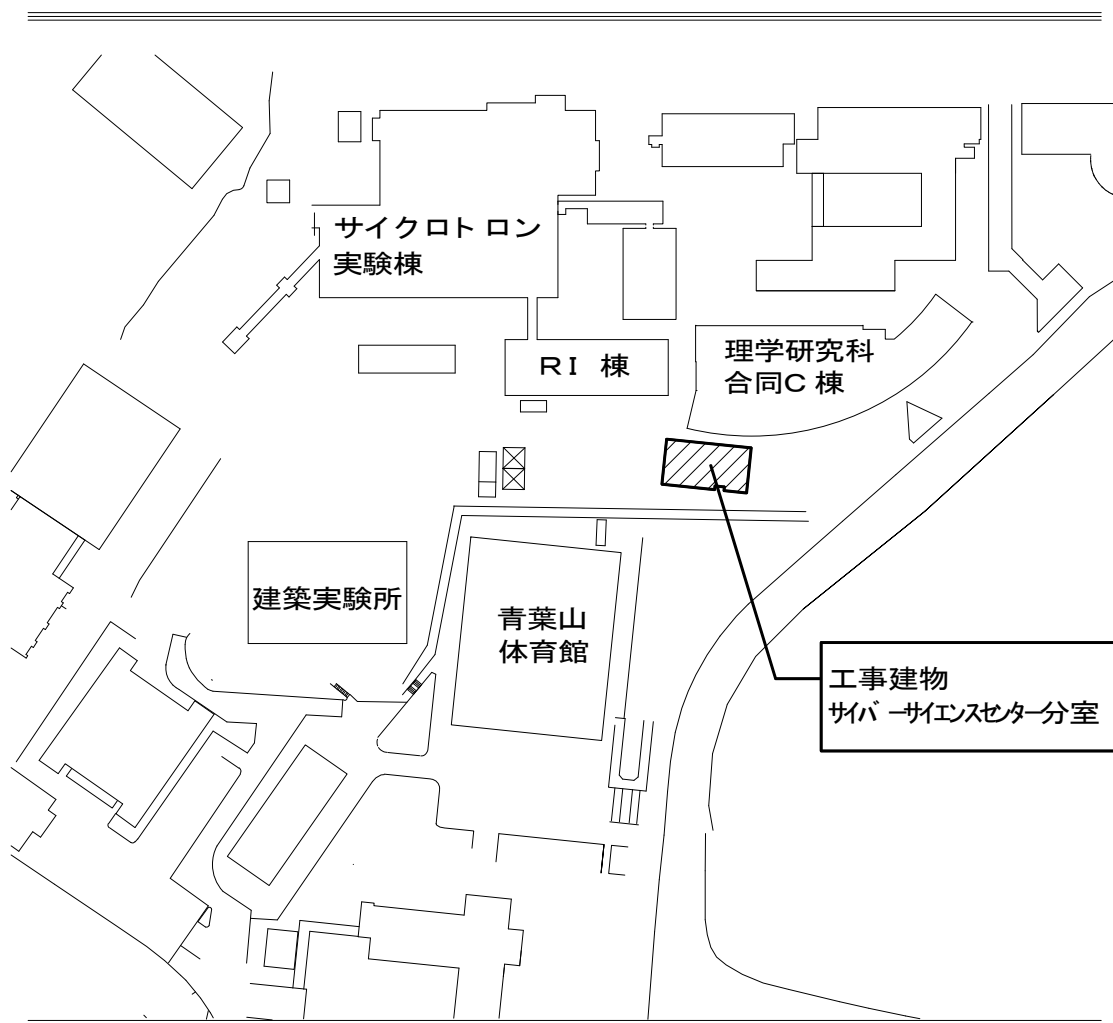 サイクロトロン
実験棟
RI 棟
理学研究科
合同C棟
建築実験所
青葉山
体育館
工事建物
サイバーサイエンスセンター分室